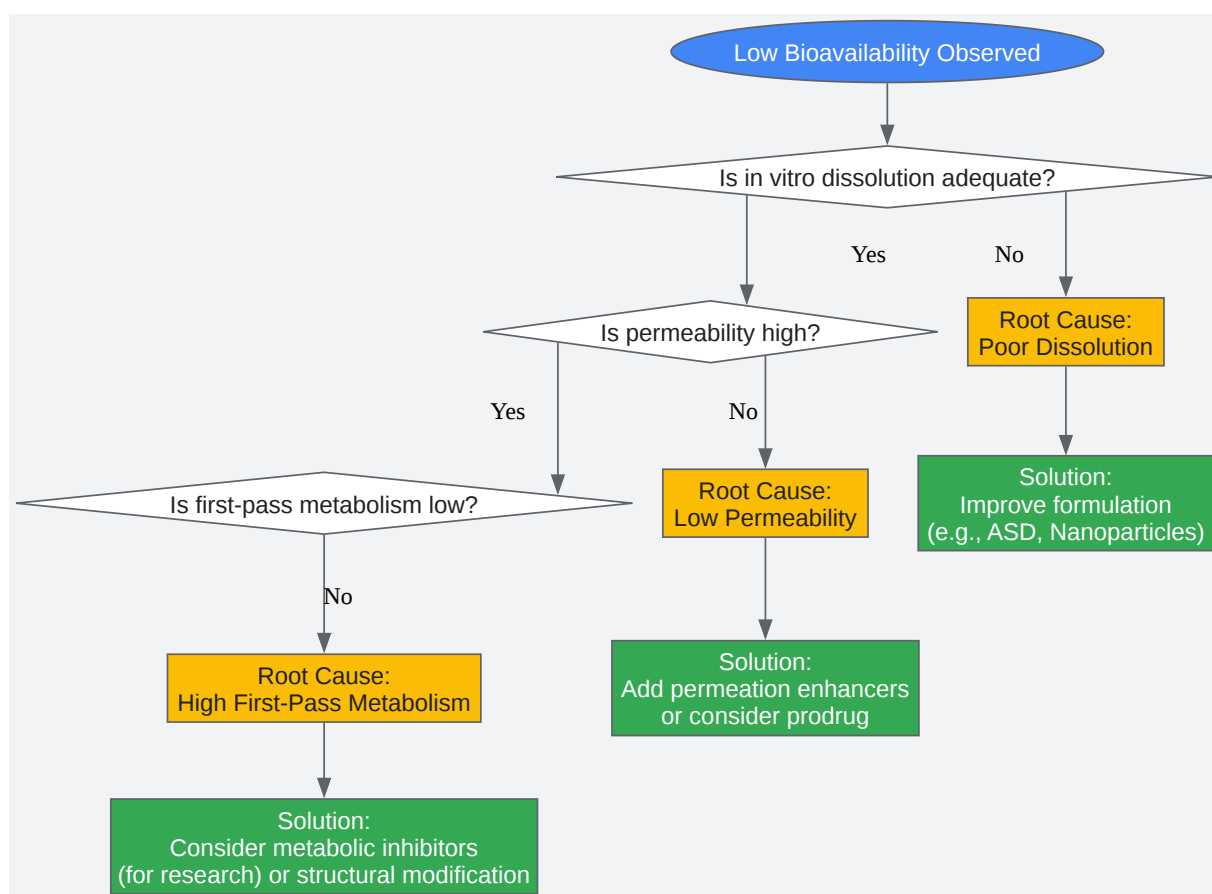 Low Bioavailability Observed
Is in vitro dissolution adequate?
Yes
No
Is permeability high?
Root Cause:
Poor Dissolution
Yes
No
Is first-pass metabolism low?
Root Cause:
Low Permeability
Solution:
Improve formulation
(e.g., ASD, Nanoparticles)
No
Root Cause:
High First-Pass Metabolism
Solution:
Add permeation enhancers
or consider prodrug
Solution:
Consider metabolic inhibitors
(for research) or structural modification